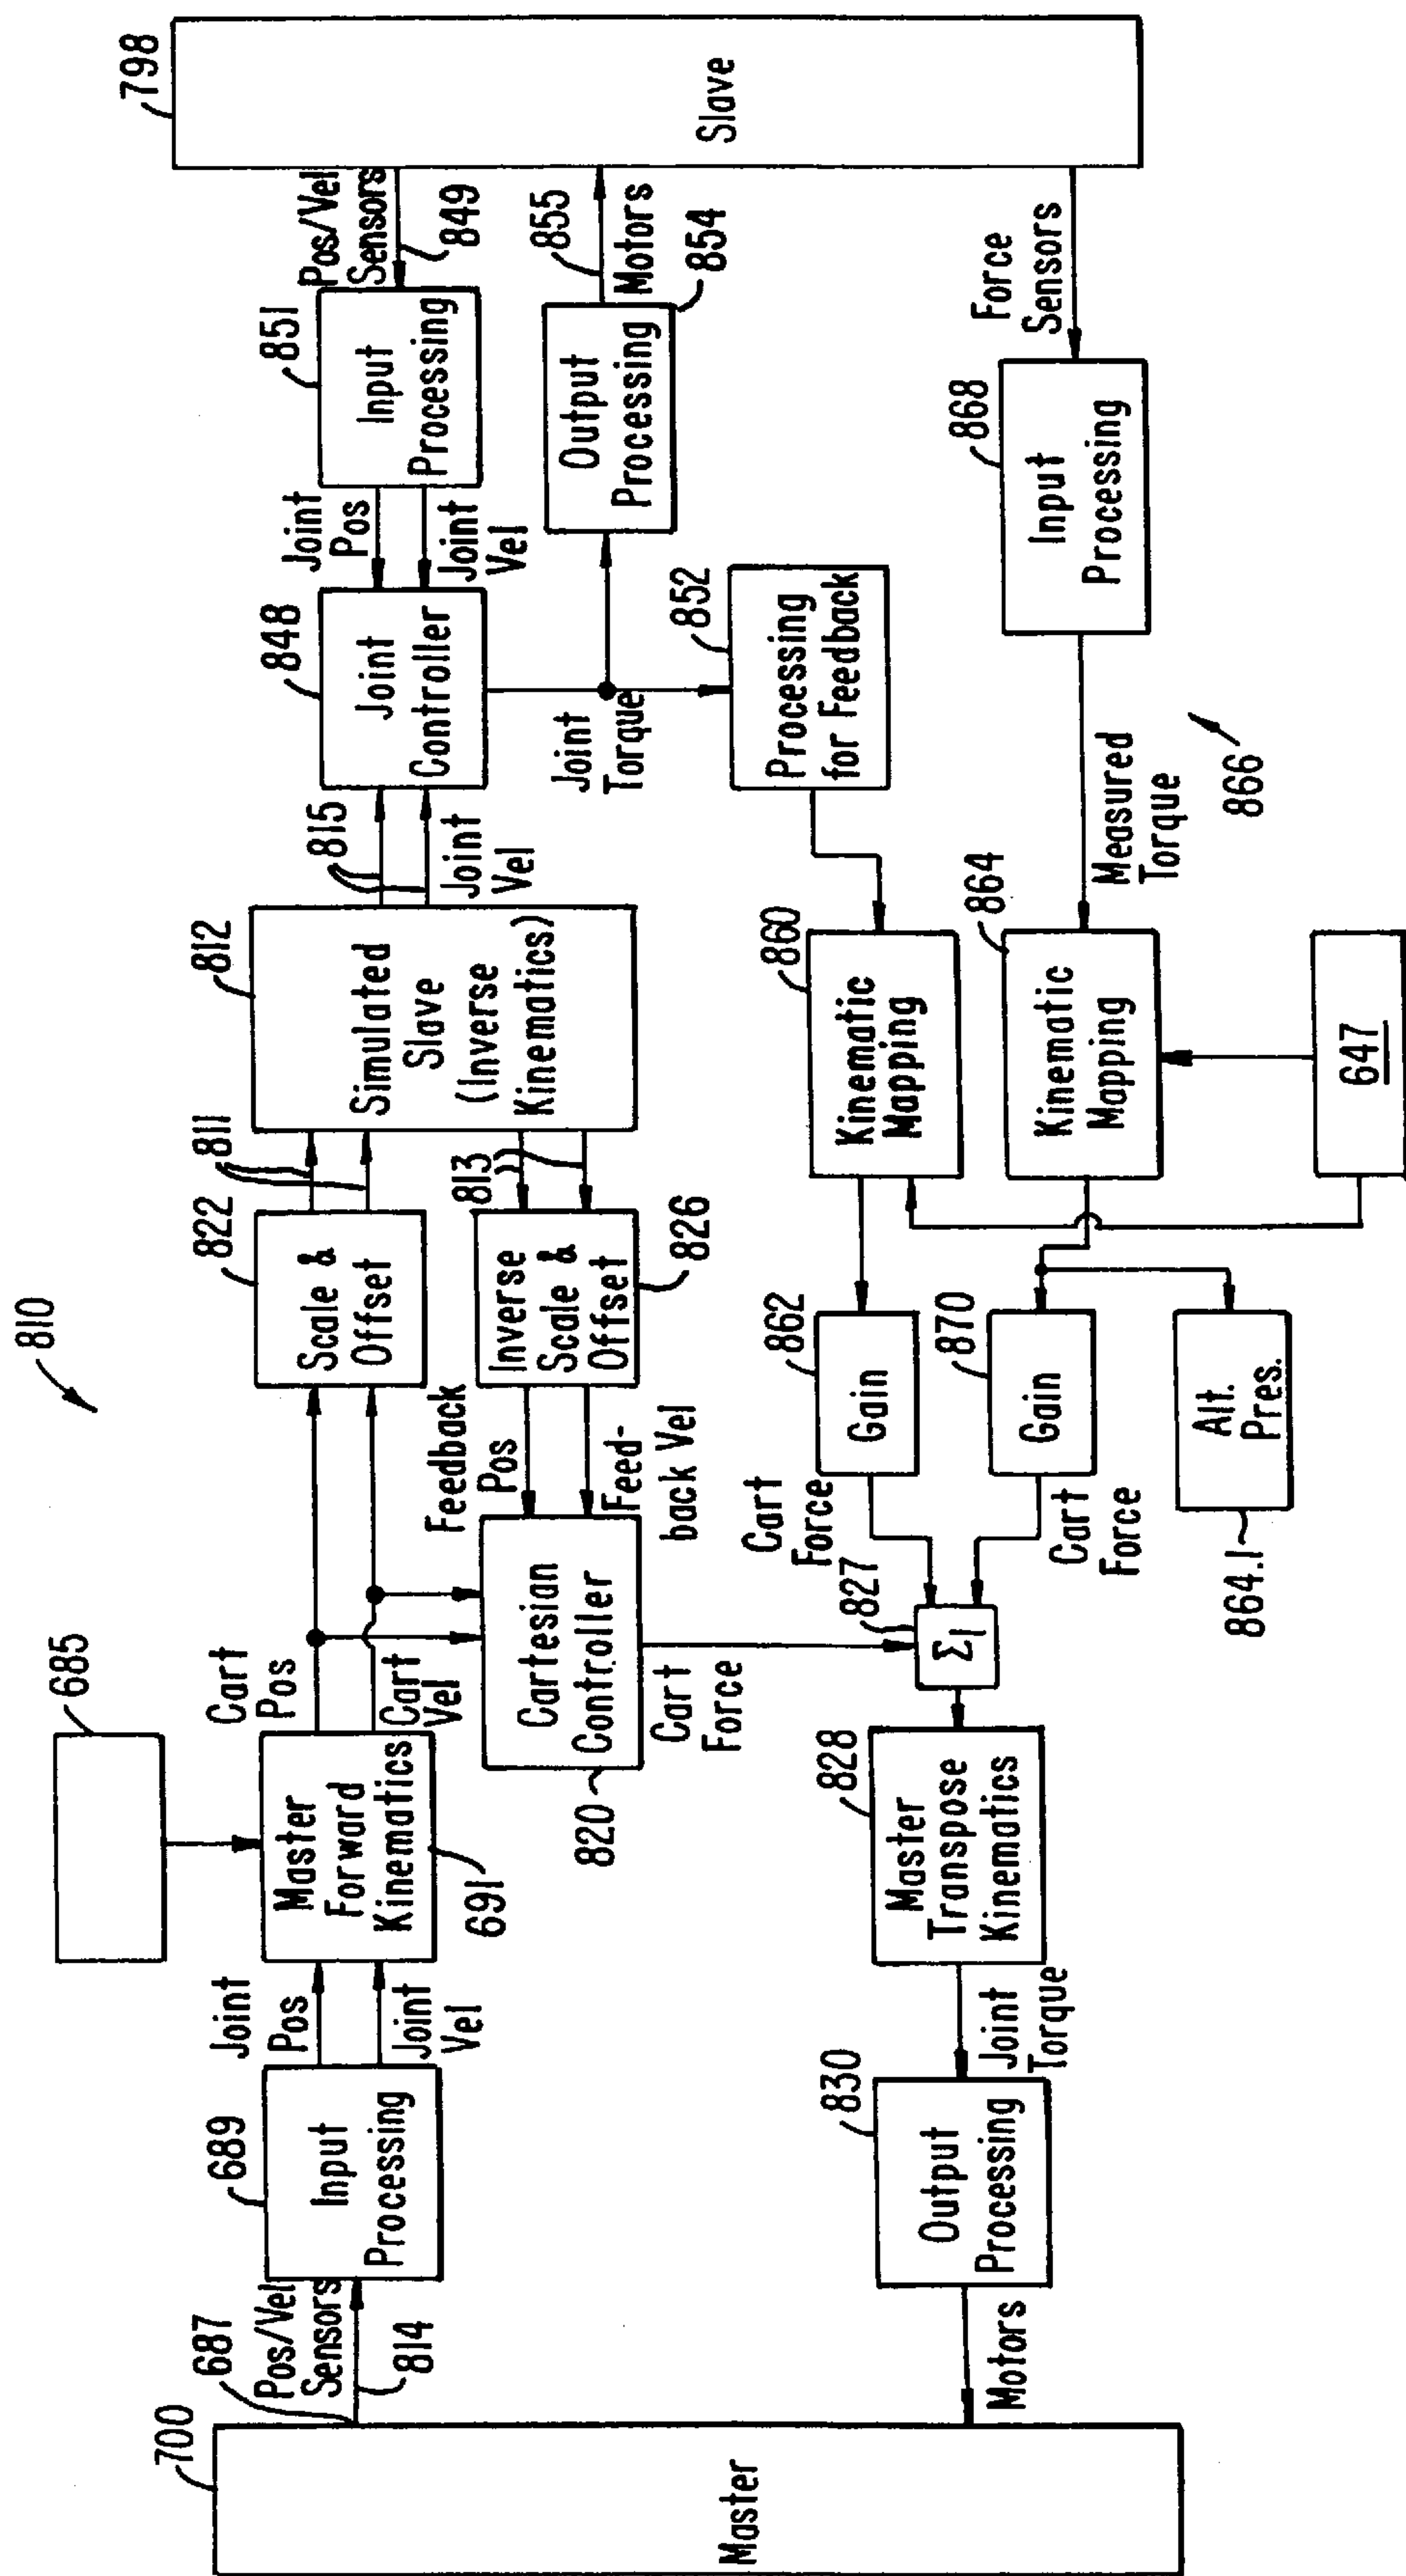 810
700
Master
687
Pos/Vel
Sensors
814
689
Input
Processing
Joint
Pos
Joint
Vel
685
Master
Forward
Kinematics
691
Cart
Pos
Cart
Vel
822
Scale &
Offset
811
812
Simulated
Slave
(Inverse
Kinematics)
813
826
Inverse
Scale &
Offset
Feedback
Pos
Feed-
back Vel
Cartesian
Controller
820
Cart
Force
815
Joint
Vel
848
Joint
Controller
Joint
Pos
Joint
Vel
851
Input
Processing
Pos/Vel
Sensors
849
798
Slave
Joint
Torque
Output
Processing
854
855
Motors
852
Processing
for Feedback
860
Kinematic
Mapping
862
Gain
Cart
Force
827
Σ
828
Master
Transpose
Kinematics
Joint
Torque
830
Output
Processing
Motors
Force
Sensors
868
Input
Processing
Measured
Torque
866
864
Kinematic
Mapping
647
870
Gain
Cart
Force
Alt.
Pres.
864.1